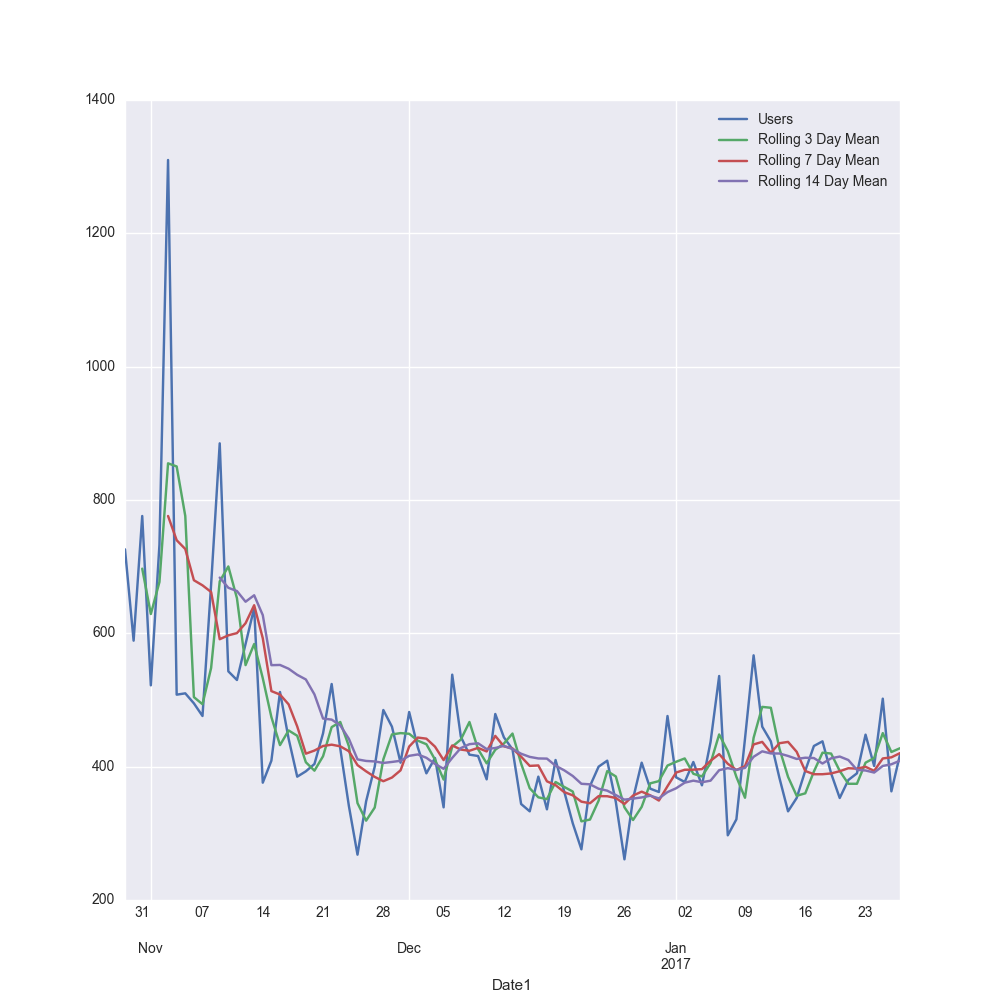 1400
1200
1000
800
600
400
200
Users
Rolling 3 Day Mean
Rolling 7 Day Mean
Rolling 14 Day Mean
31 07 14 21 28 05 12 19 26 02 09 16 23
Nov Dec Jan
2017
Date1